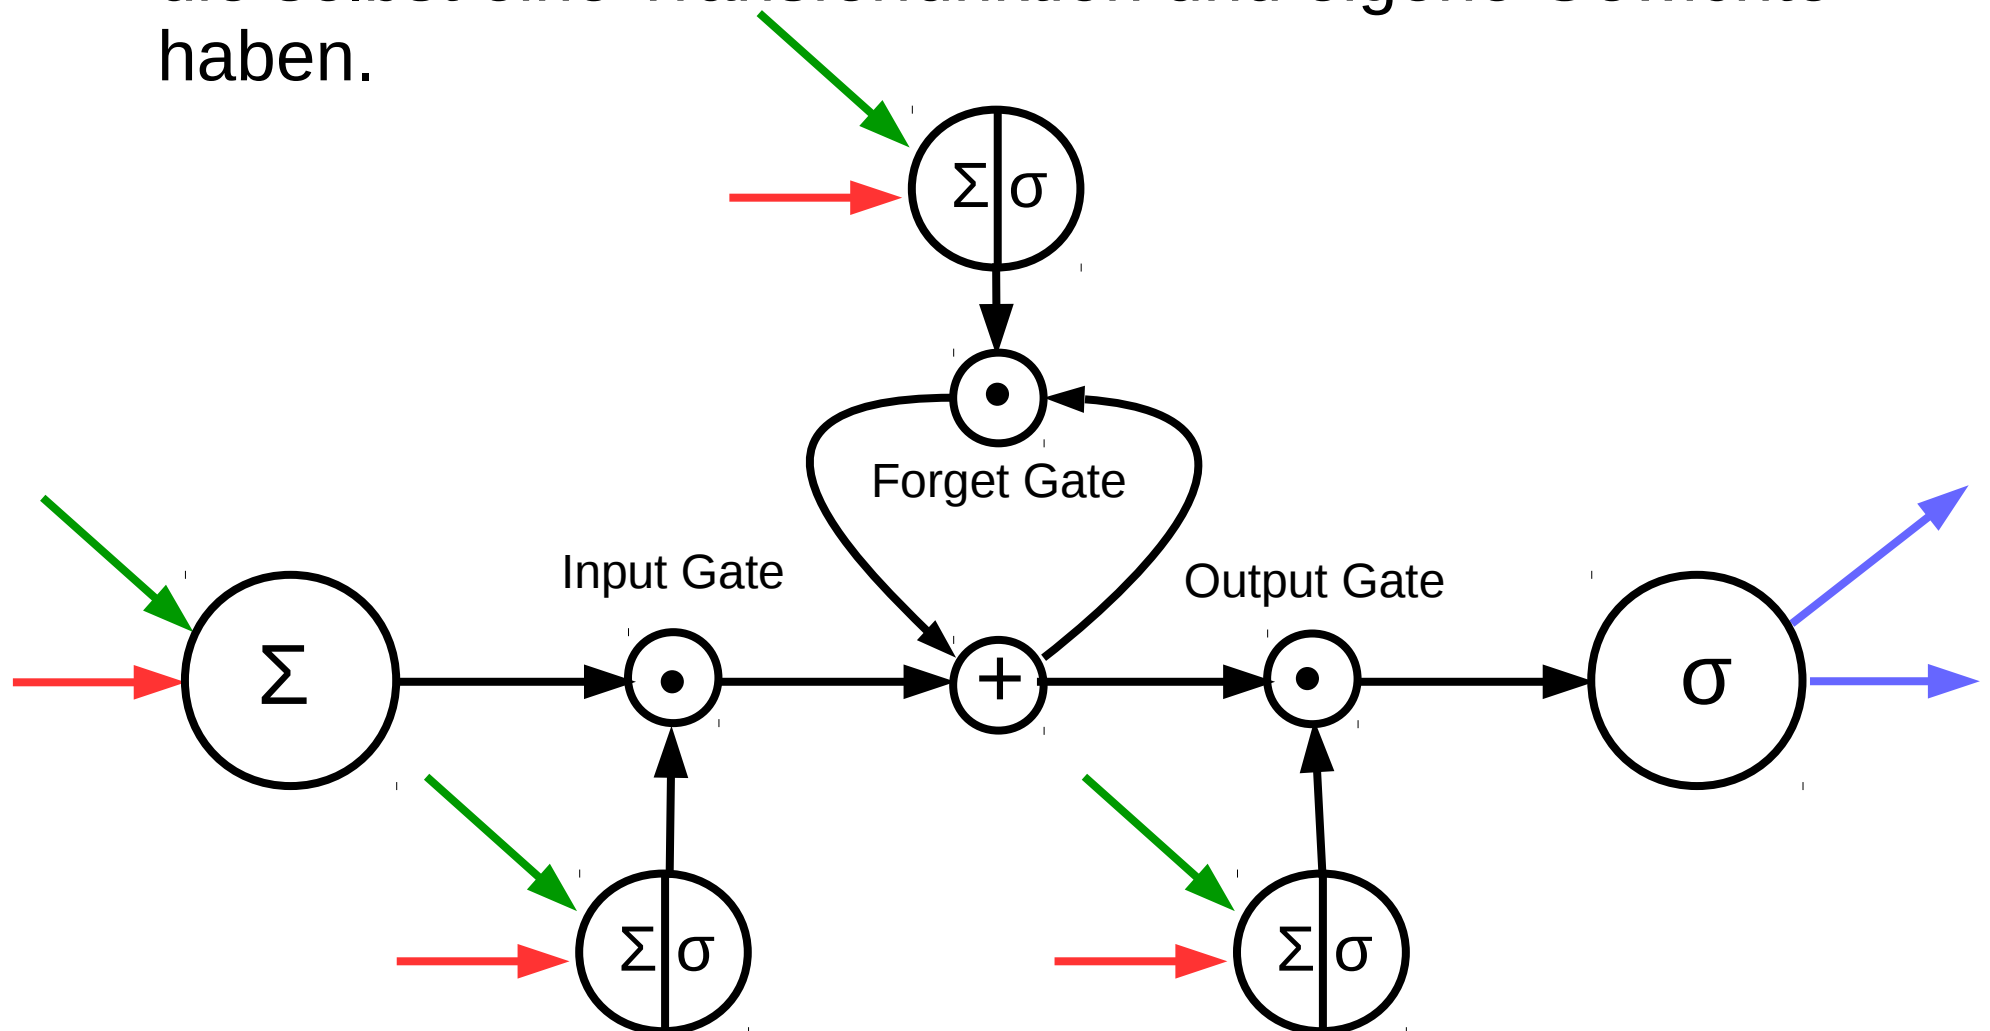 haben.
Σ σ
Forget Gate
Input Gate
Output Gate
Σ
+
σ
Σ σ
Σ σ